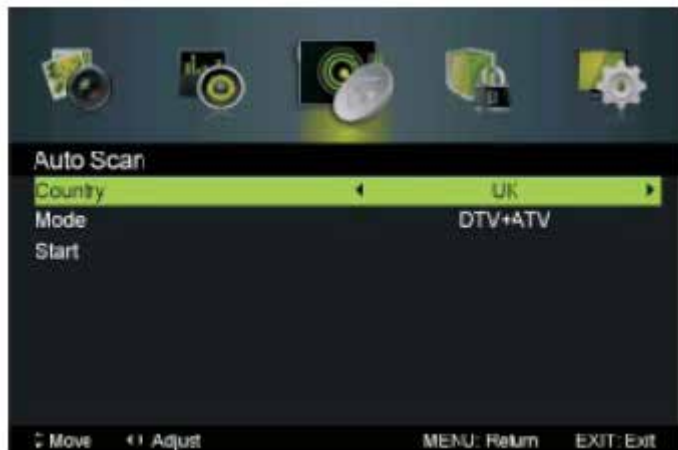 Auto Scan
Country UK
Mode DTV+ATV
Start
Move Adjust MENU: Return EXIT: Exit